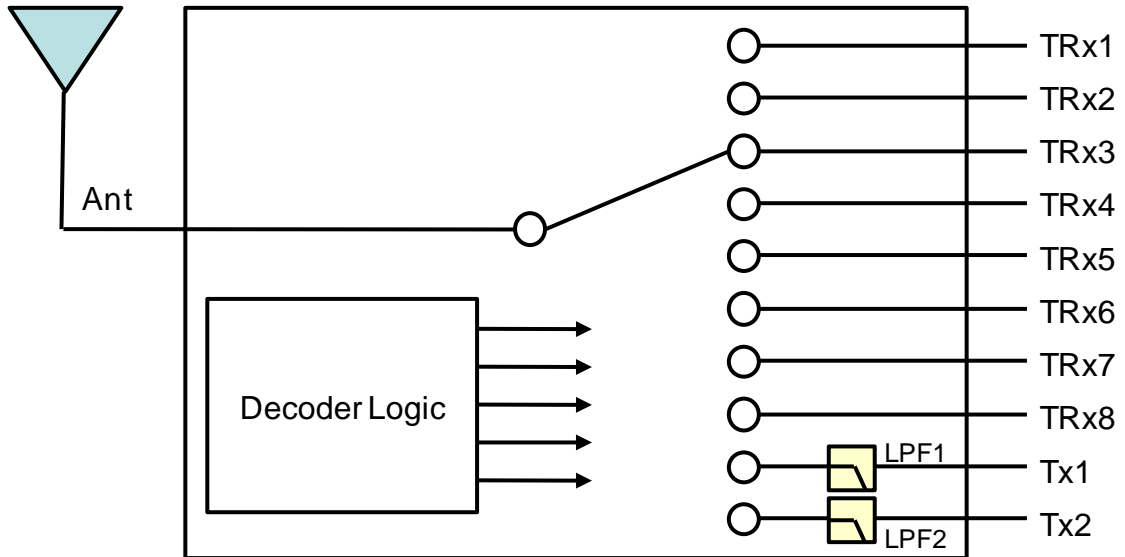 TRx1
TRx2
TRx3
Ant
TRx4
TRx5
TRx6
TRx7
Decoder Logic
TRx8
LPF1
Tx1
Tx2
LPF2